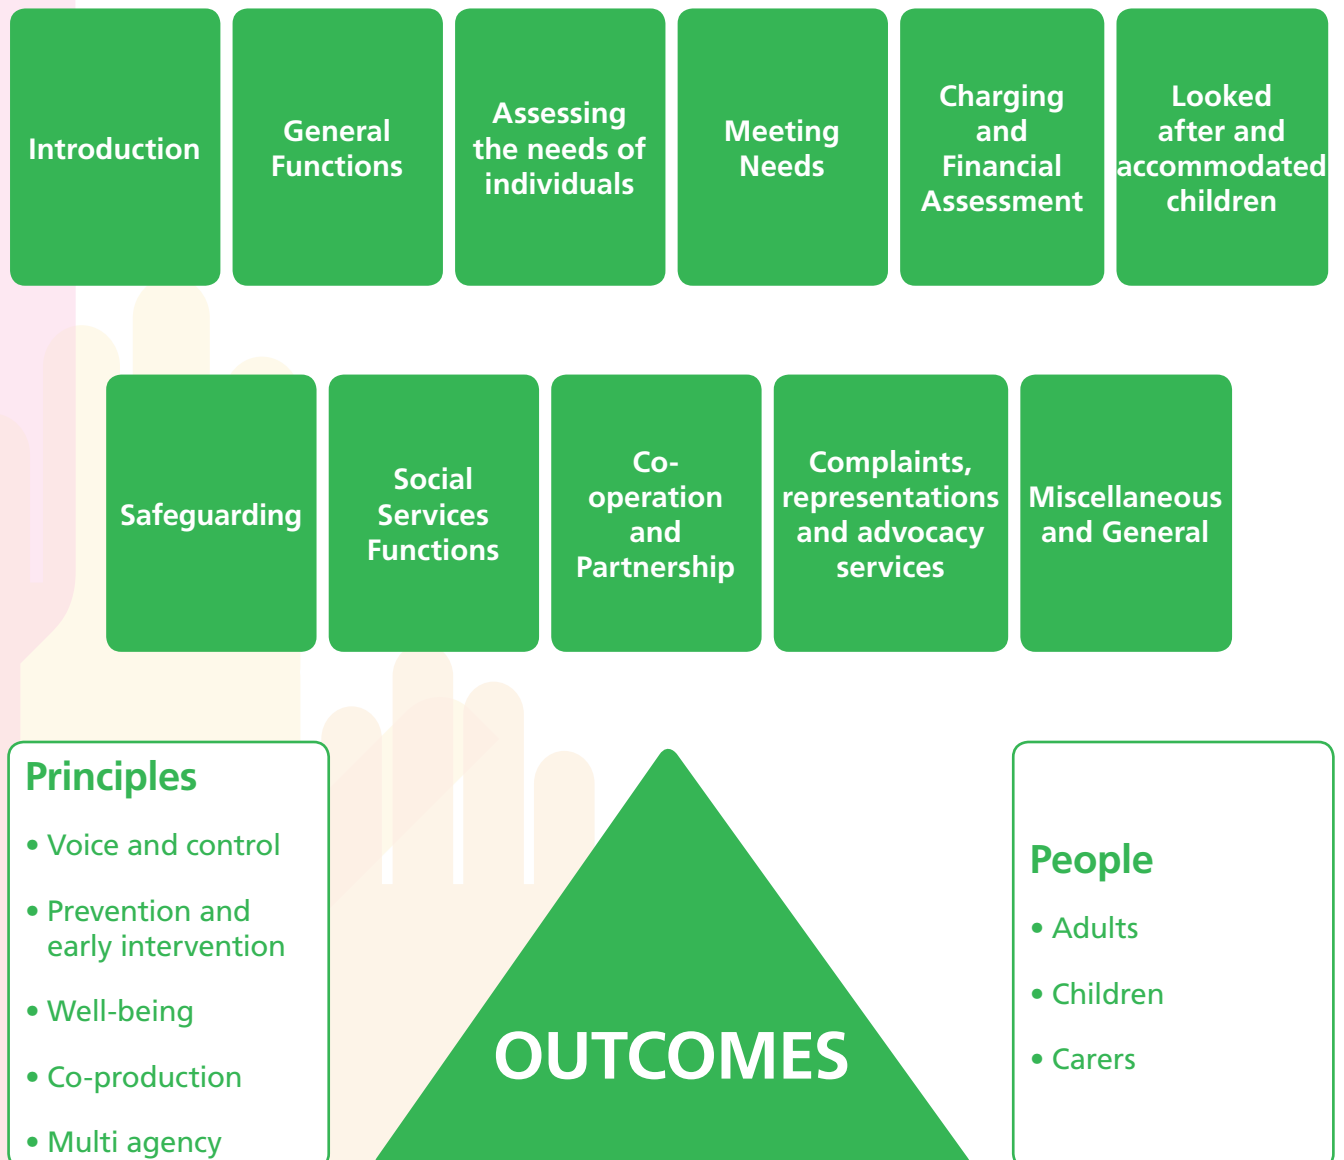 Introduction
General
Functions
Assessing
the needs of
individuals
Meeting
Needs
Charging
and
Financial
Assessment
Looked
after and
accommodated
children
Safeguarding
Social
Services
Functions
Co-
operation
and
Partnership
Complaints,
representations
and advocacy
services
Miscellaneous
and General
Principles
• Voice and control
• Prevention and
early intervention
• Well-being
• Co-production
• Multi agency
OUTCOMES
People
• Adults
• Children
• Carers